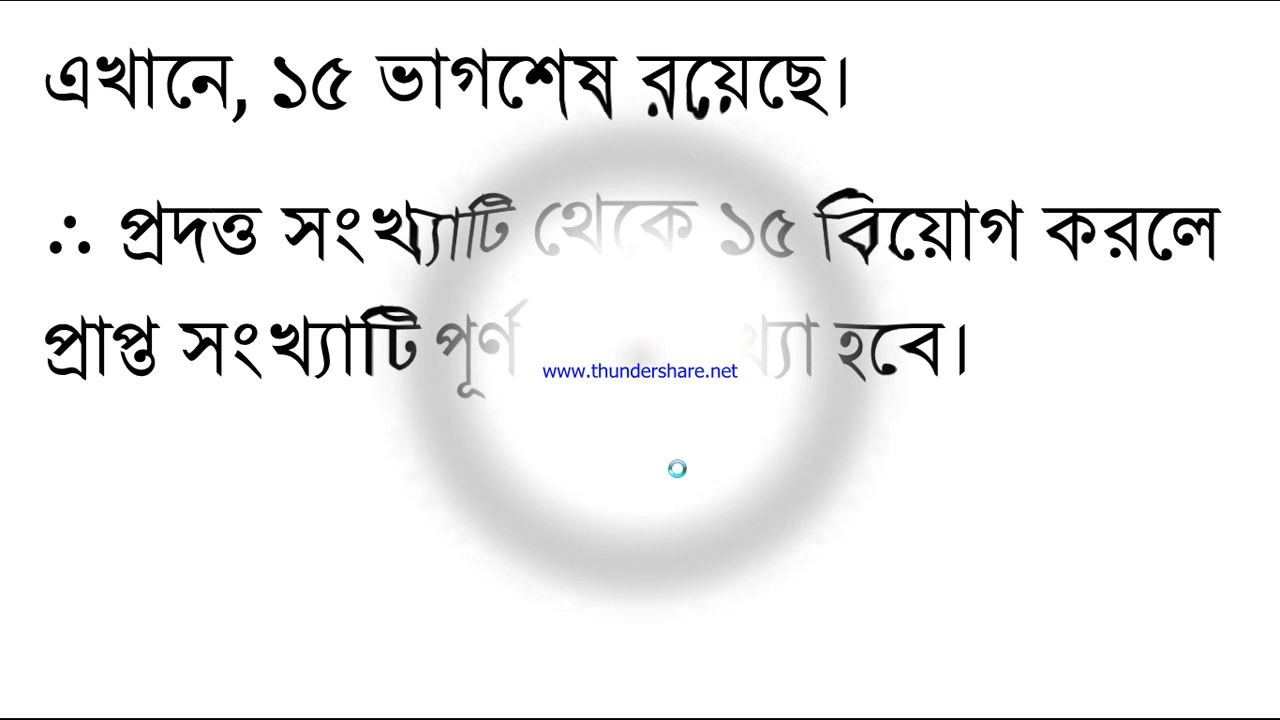 এখানে, ১৫ ভাগশেষ রয়েছে।
∴ প্রদত্ত সংখ্যাটি থেকে ১৫ বিয়োগ করলে
প্রাপ্ত সংখ্যাটি পূর্ণ হবে।
www.thundershare.net